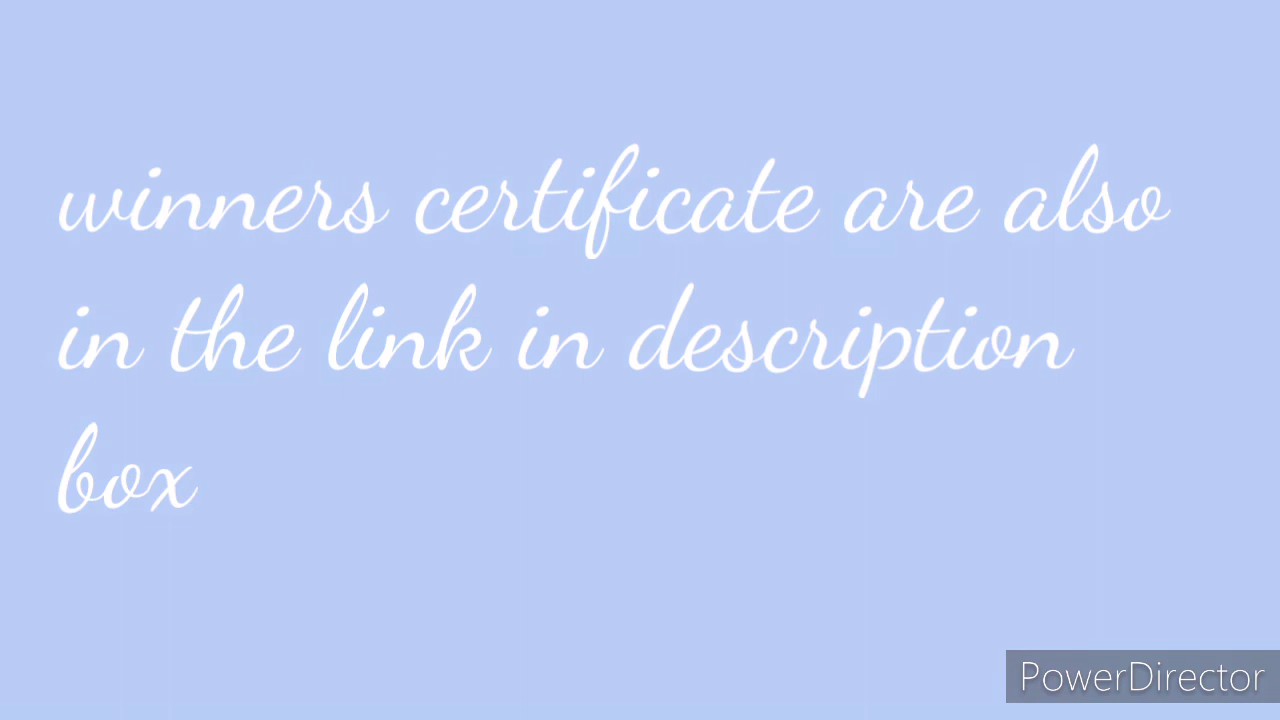 winners certificate are also
in the link in description
box
PowerDirector